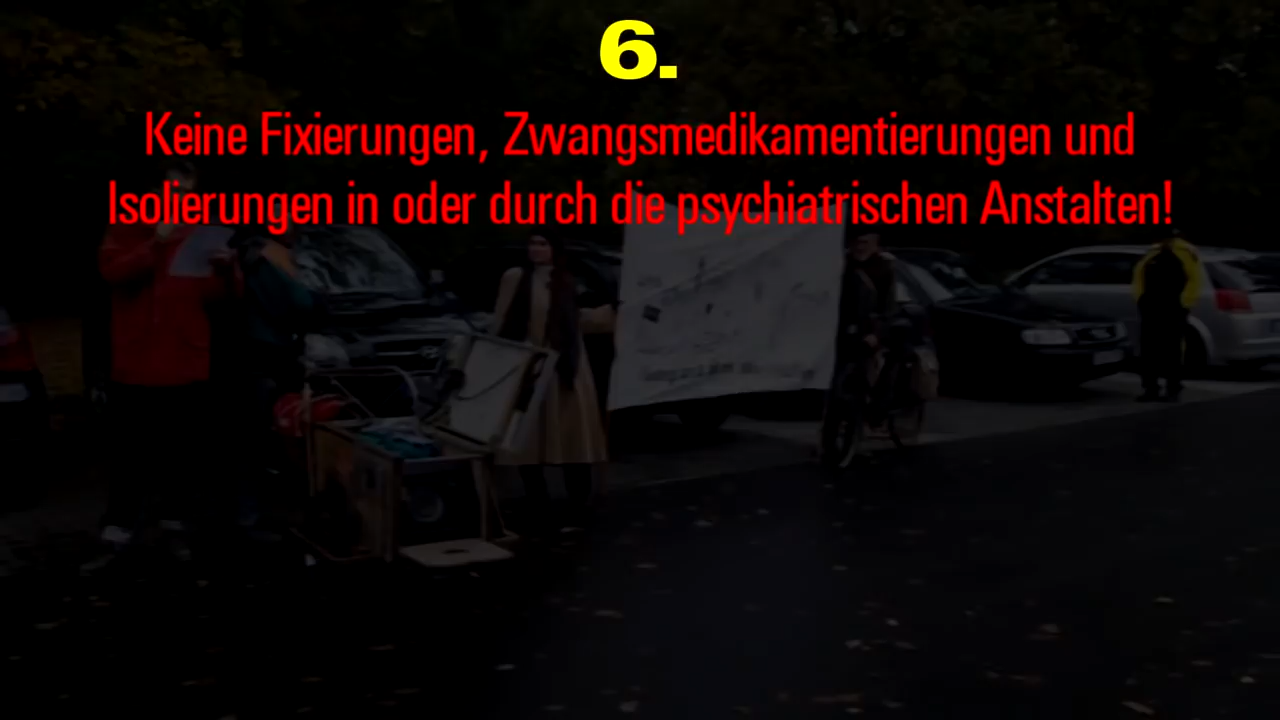 6.
Keine Fixierungen, Zwangsmedikamentierungen und
Isolierungen in oder durch die psychiatrischen Anstalten!